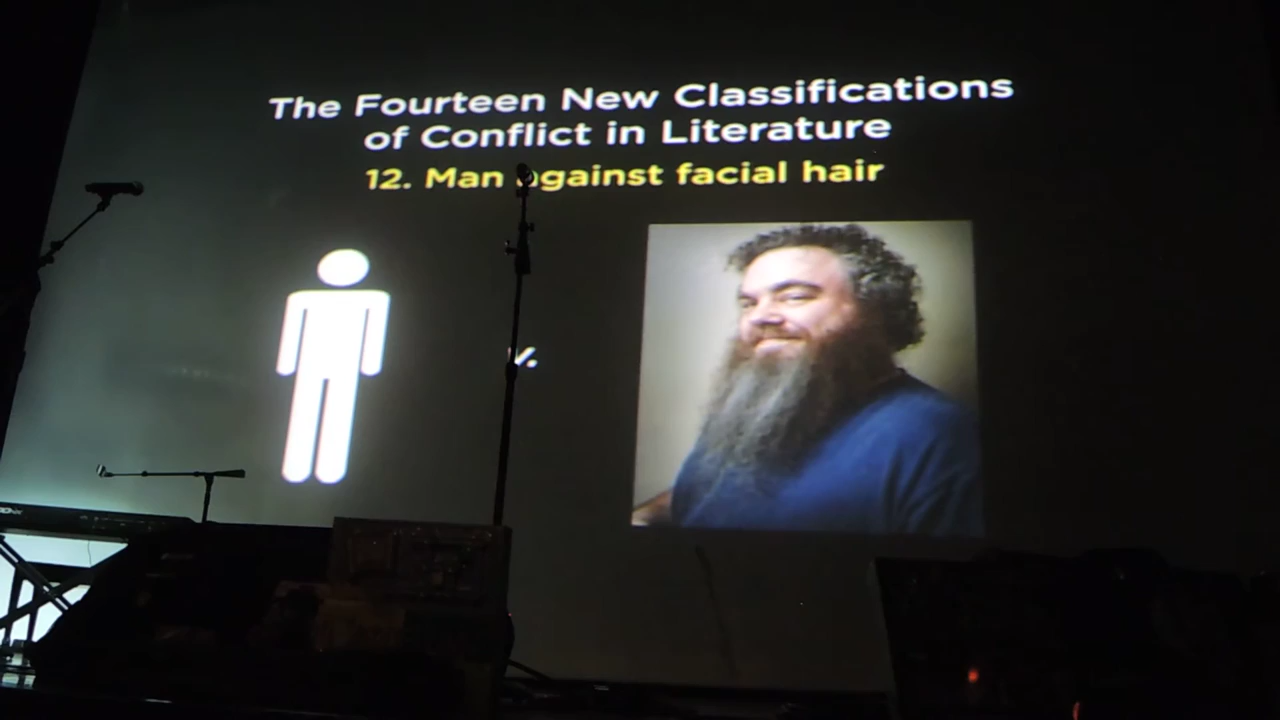 The Fourteen New Classifications
of Conflict in Literature
12. Man against facial hair
v.